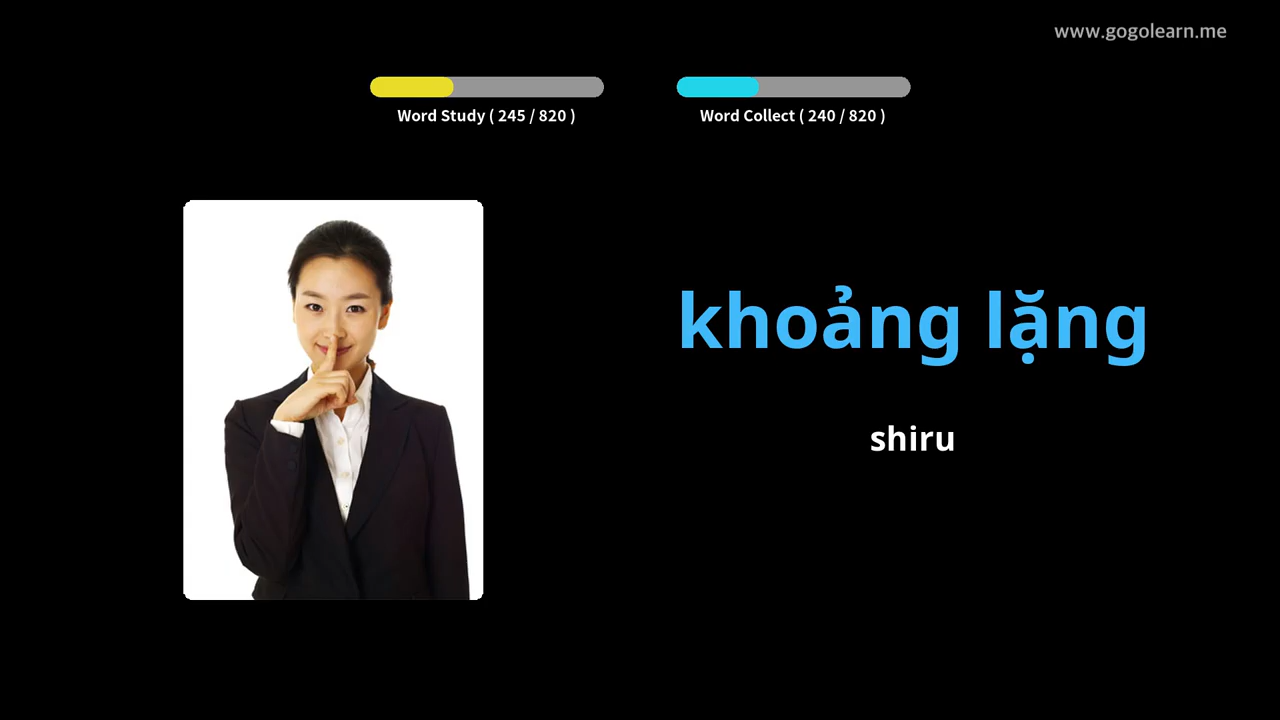 www.gogolearn.me
Word Study ( 245 / 820 )
Word Collect ( 240 / 820 )
khoảng lặng
shiru